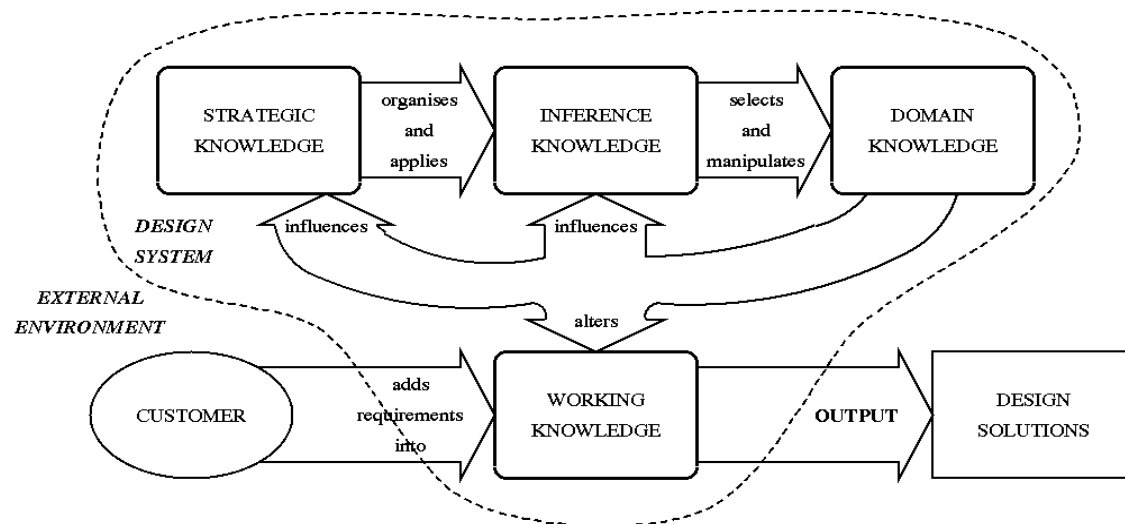 STRATEGIC
KNOWLEDGE
organises
and
applies
INFERENCE
KNOWLEDGE
selects
and
manipulates
DOMAIN
KNOWLEDGE
influences
influences
DESIGN
SYSTEM
EXTERNAL
ENVIRONMENT
alters
CUSTOMER
adds
requirements
into
WORKING
KNOWLEDGE
OUTPUT
DESIGN
SOLUTIONS